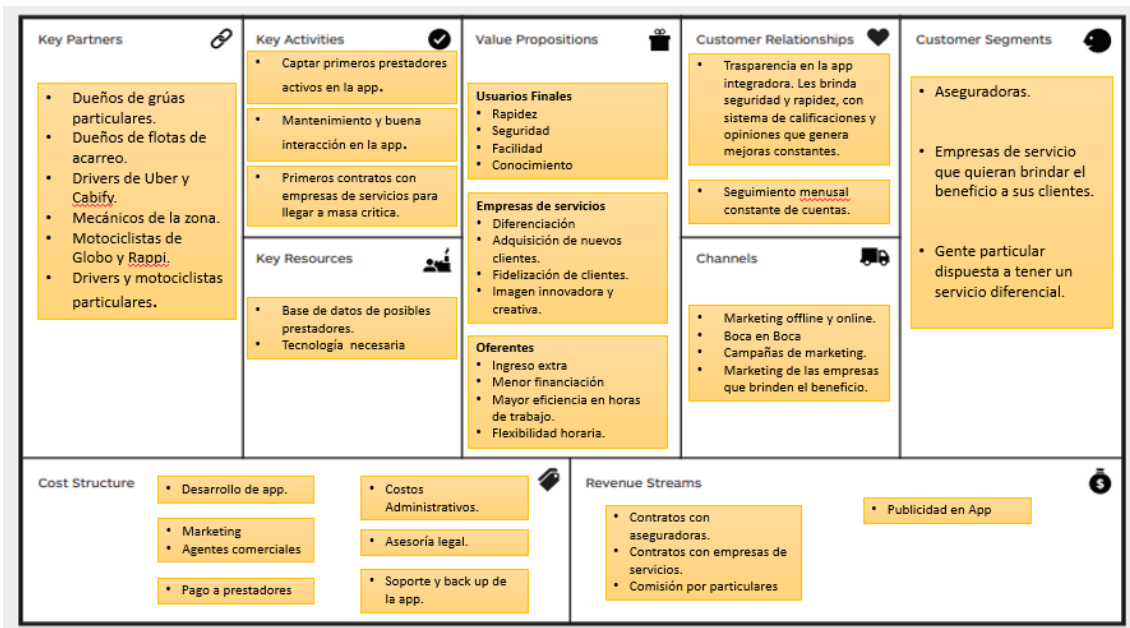 Key Partners
• Dueños de grúas
particulares.
• Dueños de flotas de
acarreo.
• Drivers de Uber y
Cabify.
• Mecánicos de la zona.
• Motociclistas de
Globo y Rappi.
• Drivers y motociclistas
particulares.
Key Activities
• Captar primeros prestadores
activos en la app.
• Mantenimiento y buena
interacción en la app.
• Primeros contratos con
empresas de servicios para
llegar a masa critica.
Key Resources
• Base de datos de posibles
prestadores.
• Tecnología necesaria
Value Propositions
Usuarios Finales
• Rapidez
• Seguridad
• Facilidad
• Conocimiento
Empresas de servicios
• Diferenciación
• Adquisición de nuevos
clientes.
• Fidelización de clientes.
• Imagen innovadora y
creativa.
Oferentes
• Ingreso extra
• Menor financiación
• Mayor eficiencia en horas
de trabajo.
• Flexibilidad horaria.
Customer Relationships
• Trasparencia en la app
integradora. Les brinda
seguridad y rapidez, con
sistema de calificaciones y
opiniones que genera
mejoras constantes.
• Seguimiento menusal
constante de cuentas.
Channels
• Marketing offline y online.
• Boca en Boca
• Campañas de marketing.
• Marketing de las empresas
que brinden el beneficio.
Customer Segments
• Aseguradoras.
• Empresas de servicio
que quieran brindar el
beneficio a sus clientes.
• Gente particular
dispuesta a tener un
servicio diferencial.
Cost Structure
• Desarrollo de app.
• Marketing
• Agentes comerciales
• Pago a prestadores
• Costos
Administrativos.
• Asesoría legal.
• Soporte y back up de
la app.
Revenue Streams
• Contratos con
aseguradoras.
• Contratos con empresas de
servicios.
• Comisión por particulares
• Publicidad en App
$